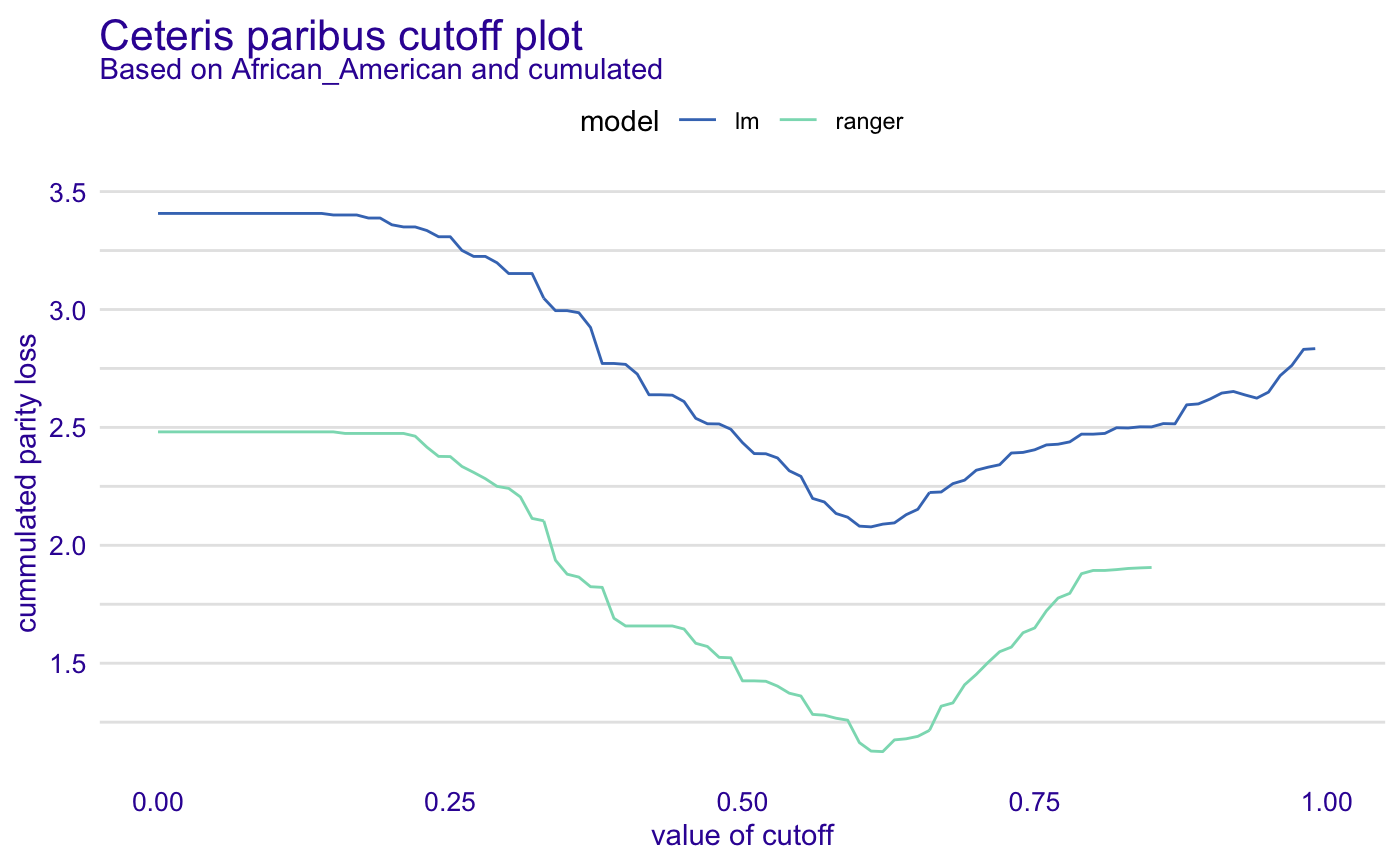 Ceteris paribus cutoff plot
Based on African_American and cumulated
model lm ranger
3.5
3.0
2.5
2.0
1.5
cummulated parity loss
0.00 0.25 0.50 0.75 1.00
value of cutoff